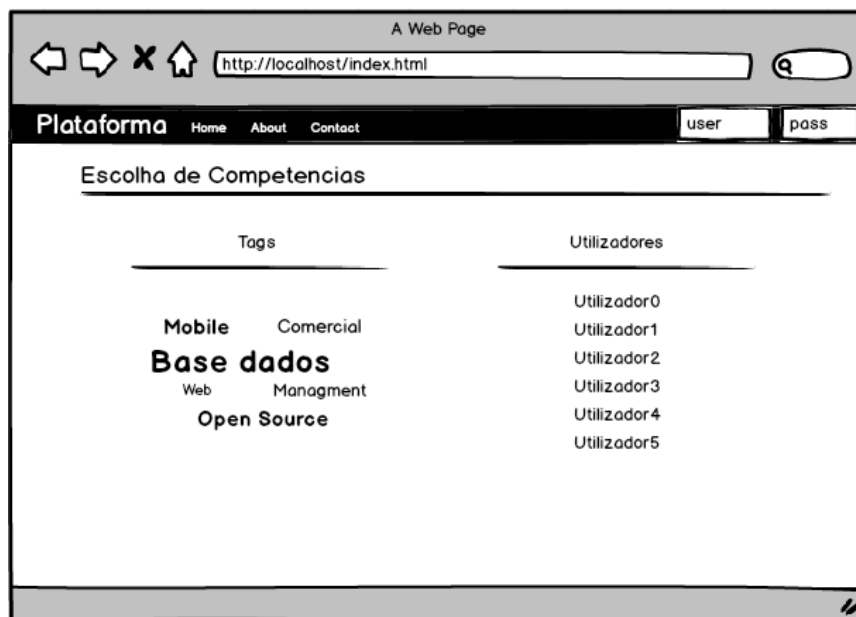 A Web Page
http://localhost/index.html
Plataforma Home About Contact user pass
Escolha de Competencias
Tags
Mobile Comercial
Base dados
Web Managment
Open Source
Utilizadores
Utilizador0
Utilizador1
Utilizador2
Utilizador3
Utilizador4
Utilizador5